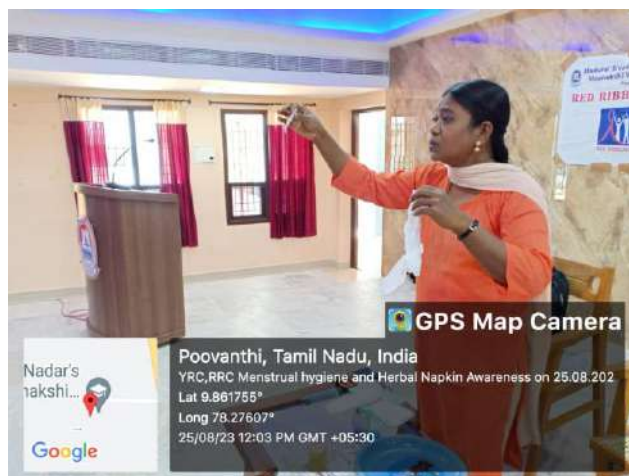 RED RIBB
GPS Map Camera
Nadar's
Google
Poovanthi, Tamil Nadu, India
YRC,RRC Menstrual hygiene and Herbal Napkin Awareness on 25.08.202
Lat 9.861755°
Long 78.27607°
25/08/23 12:03 PM GMT +05:30